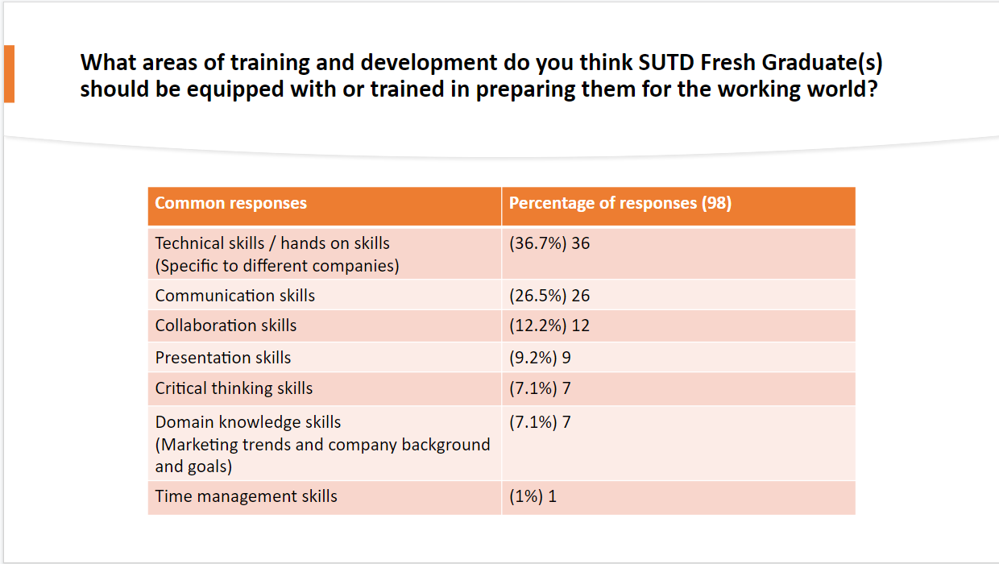 What areas of training and development do you think SUTD Fresh Graduate(s)
should be equipped with or trained in preparing them for the working world?
Common responses
Percentage of responses (98)
Technical skills / hands on skills
(Specific to different companies)
(36.7%) 36
Communication skills
(26.5%) 26
Collaboration skills
(12.2%) 12
Presentation skills
(9.2%) 9
Critical thinking skills
(7.1%) 7
Domain knowledge skills
(Marketing trends and company background
and goals)
(7.1%) 7
Time management skills
(1%) 1